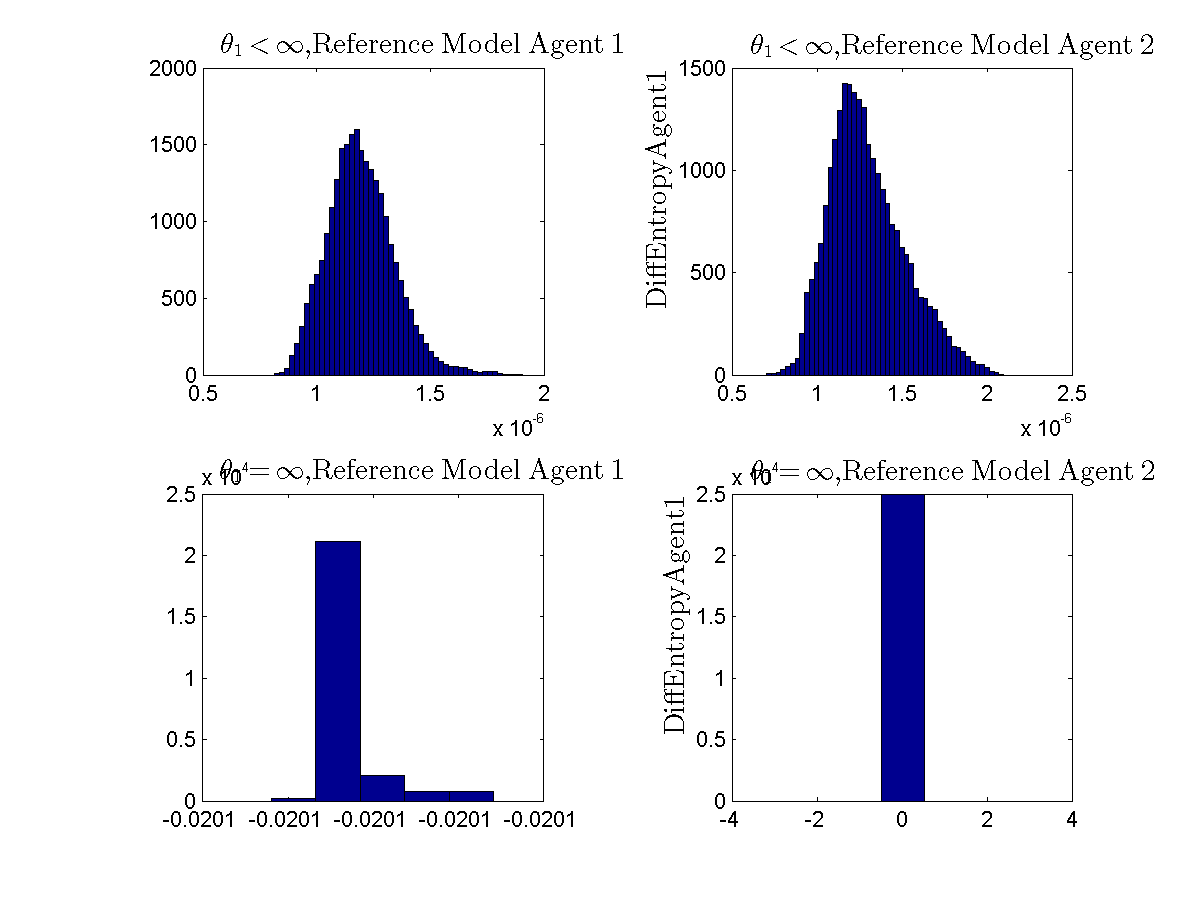 θ₁ < ∞,Reference Model Agent 1
2000
1500
1000
500
0
0.5 1 1.5 2
x 10⁻⁶
θ₁ < ∞,Reference Model Agent 2
DiffEntropyAgent1
1500
1000
500
0
0.5 1 1.5 2 2.5
x 10⁻⁶
θ₁ = ∞,Reference Model Agent 1
x 10⁴
2.5
2
1.5
1
0.5
0
-0.0201 -0.0201 -0.0201 -0.0201 -0.0201
θ₁ = ∞,Reference Model Agent 2
x 10⁴
DiffEntropyAgent1
2.5
2
1.5
1
0.5
0
-4 -2 0 2 4